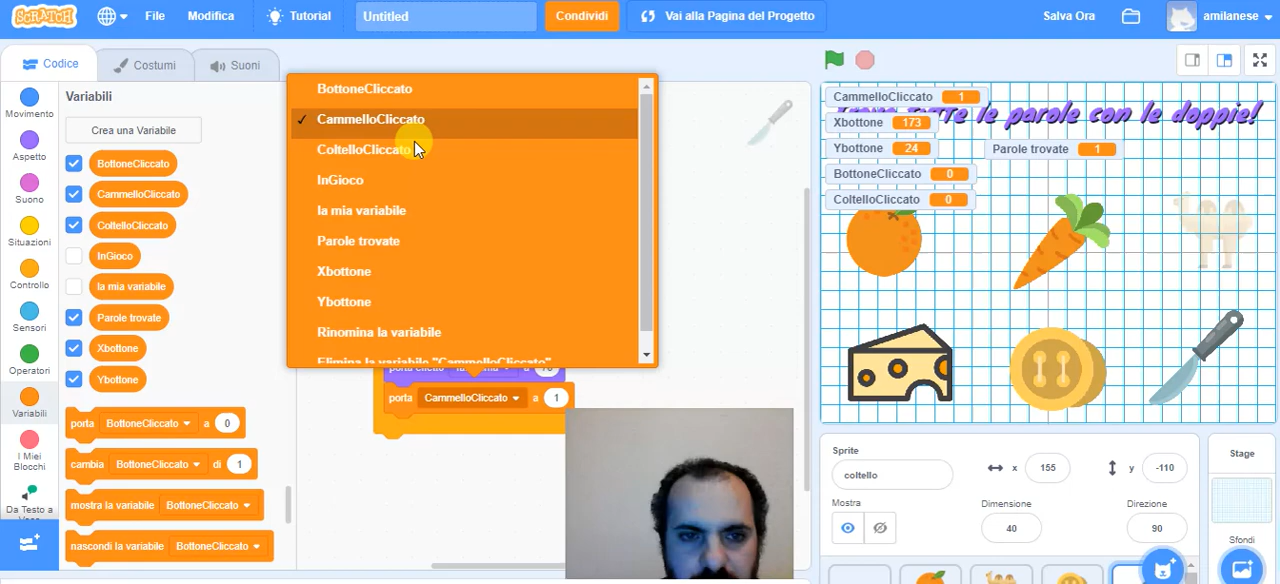 SCRATCH
File
Modifica
Tutorial
Untitled
Condividi
Vai alla Pagina del Progetto
Salva Ora
amilanese
Codice
Costumi
Suoni
Movimento
Aspetto
Suono
Situazioni
Controllo
Sensori
Operatori
Variabili
I Miei
Blocchi
Da Testo a
Variabili
Crea una Variabile
BottoneCliccato
CammelloCliccato
ColtelloCliccato
InGioco
la mia variabile
Parole trovate
Xbottone
Ybottone
porta BottoneCliccato a 0
cambia BottoneCliccato di 1
mostra la variabile BottoneCliccato
nascondi la variabile BottoneCliccato
BottoneCliccato
✓ CammelloCliccato
ColtelloCliccato
InGioco
la mia variabile
Parole trovate
Xbottone
Ybottone
Rinomina la variabile
Elimina la variabile "CammelloCliccato"
porta CammelloCliccato a 1
CammelloCliccato 1
Xbottone 173
Ybottone 24
BottoneCliccato 0
ColtelloCliccato 0
tutte le parole con le doppie!
Parole trovate 1
Sprite
coltello
x 155
y -110
Mostra
Dimensione
40
Direzione
90
Stage
Sfondi